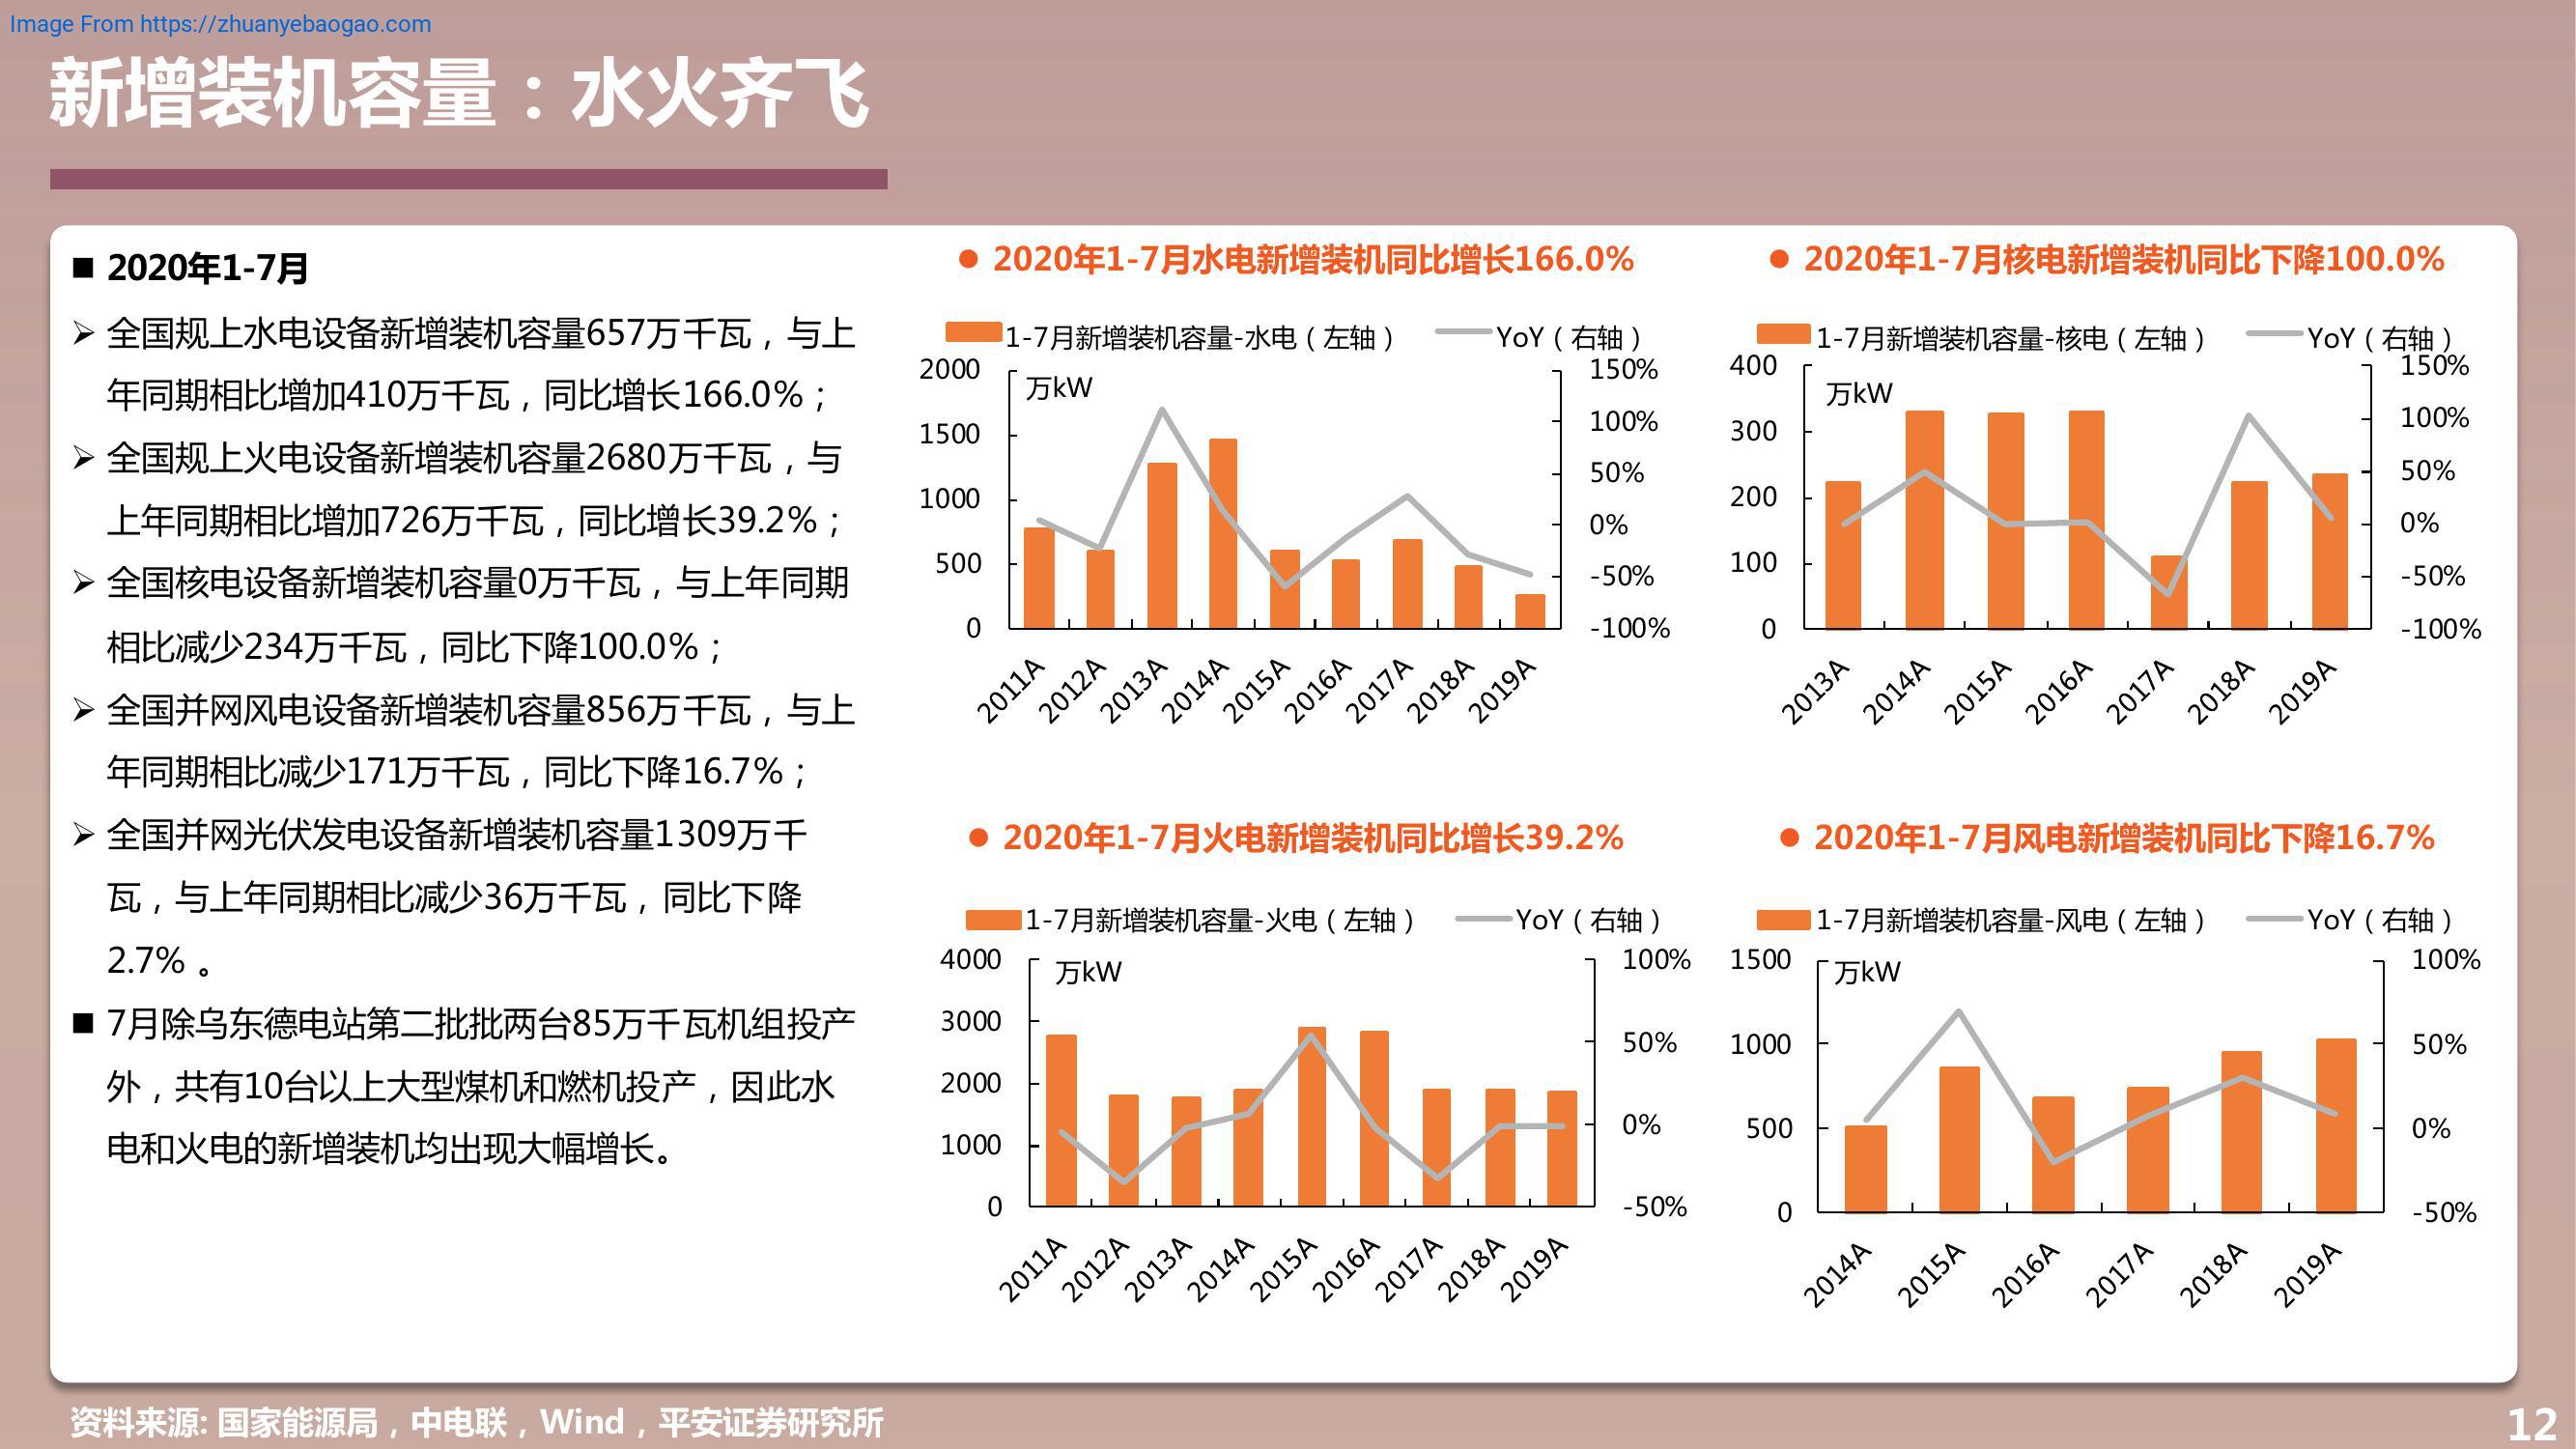 Image From https://zhuanyebaogao.com
新增装机容量：水火齐飞
■ 2020年1-7月
➢ 全国规上水电设备新增装机容量657万千瓦，与上
年同期相比增加410万千瓦，同比增长166.0%；
➢ 全国规上火电设备新增装机容量2680万千瓦，与
上年同期相比增加726万千瓦，同比增长39.2%；
➢ 全国核电设备新增装机容量0万千瓦，与上年同期
相比减少234万千瓦，同比下降100.0%；
➢ 全国并网风电设备新增装机容量856万千瓦，与上
年同期相比减少171万千瓦，同比下降16.7%；
➢ 全国并网光伏发电设备新增装机容量1309万千
瓦，与上年同期相比减少36万千瓦，同比下降
2.7% 。
■ 7月除乌东德电站第二批批两台85万千瓦机组投产
外，共有10台以上大型煤机和燃机投产，因此水
电和火电的新增装机均出现大幅增长。
● 2020年1-7月水电新增装机同比增长166.0%
1-7月新增装机容量-水电（左轴） YoY（右轴）
万kW
2000
1500
1000
500
0
150%
100%
50%
0%
-50%
-100%
2011A 2012A 2013A 2014A 2015A 2016A 2017A 2018A 2019A
● 2020年1-7月核电新增装机同比下降100.0%
1-7月新增装机容量-核电（左轴） YoY（右轴）
万kW
400
300
200
100
0
150%
100%
50%
0%
-50%
-100%
2013A 2014A 2015A 2016A 2017A 2018A 2019A
● 2020年1-7月火电新增装机同比增长39.2%
1-7月新增装机容量-火电（左轴） YoY（右轴）
万kW
4000
3000
2000
1000
0
100%
50%
0%
-50%
2011A 2012A 2013A 2014A 2015A 2016A 2017A 2018A 2019A
● 2020年1-7月风电新增装机同比下降16.7%
1-7月新增装机容量-风电（左轴） YoY（右轴）
万kW
1500
1000
500
0
100%
50%
0%
-50%
2014A 2015A 2016A 2017A 2018A 2019A
资料来源: 国家能源局，中电联，Wind，平安证券研究所
12